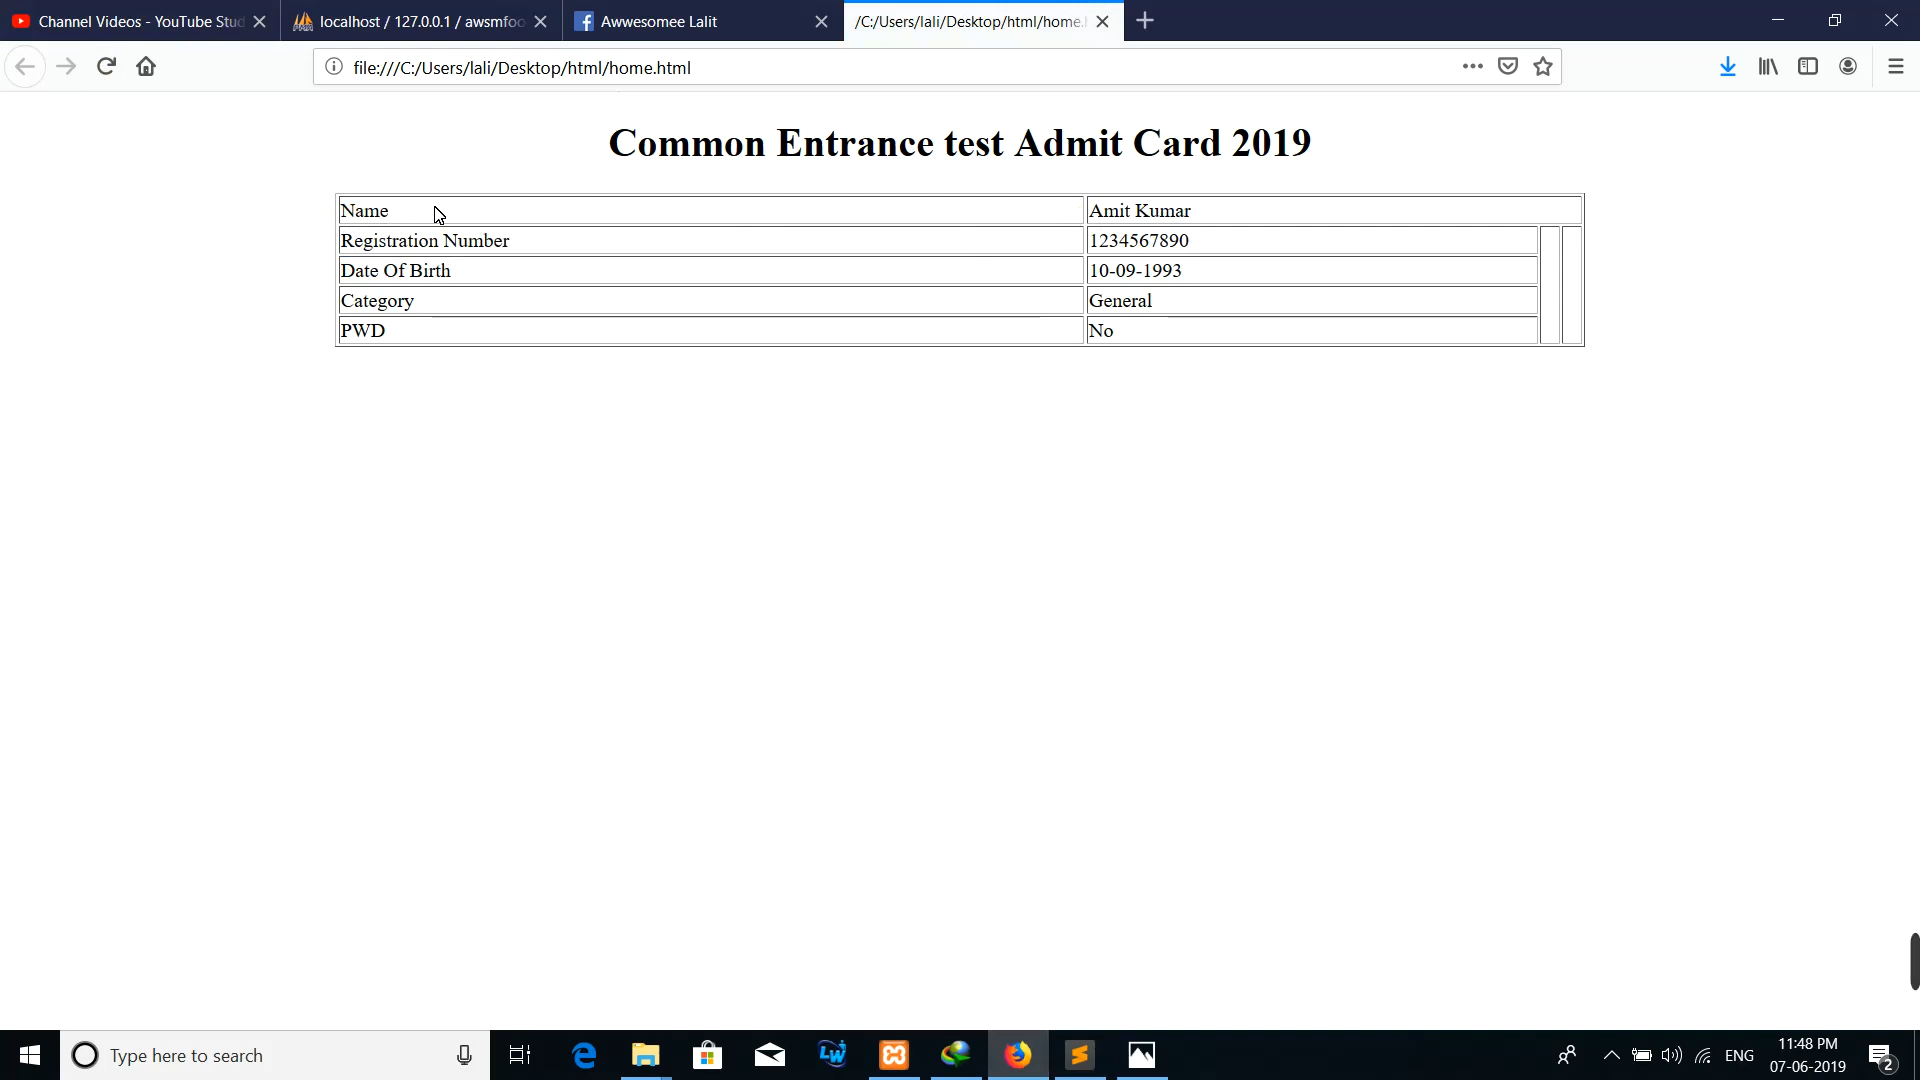 Channel Videos - YouTube Stud
localhost / 127.0.0.1 / awsmfoo
Awwesomee Lalit
/C:/Users/lali/Desktop/html/home.
file:///C:/Users/lali/Desktop/html/home.html
Common Entrance test Admit Card 2019
Name Amit Kumar
Registration Number 1234567890
Date Of Birth 10-09-1993
Category General
PWD No
Type here to search
ENG
11:48 PM
07-06-2019
2